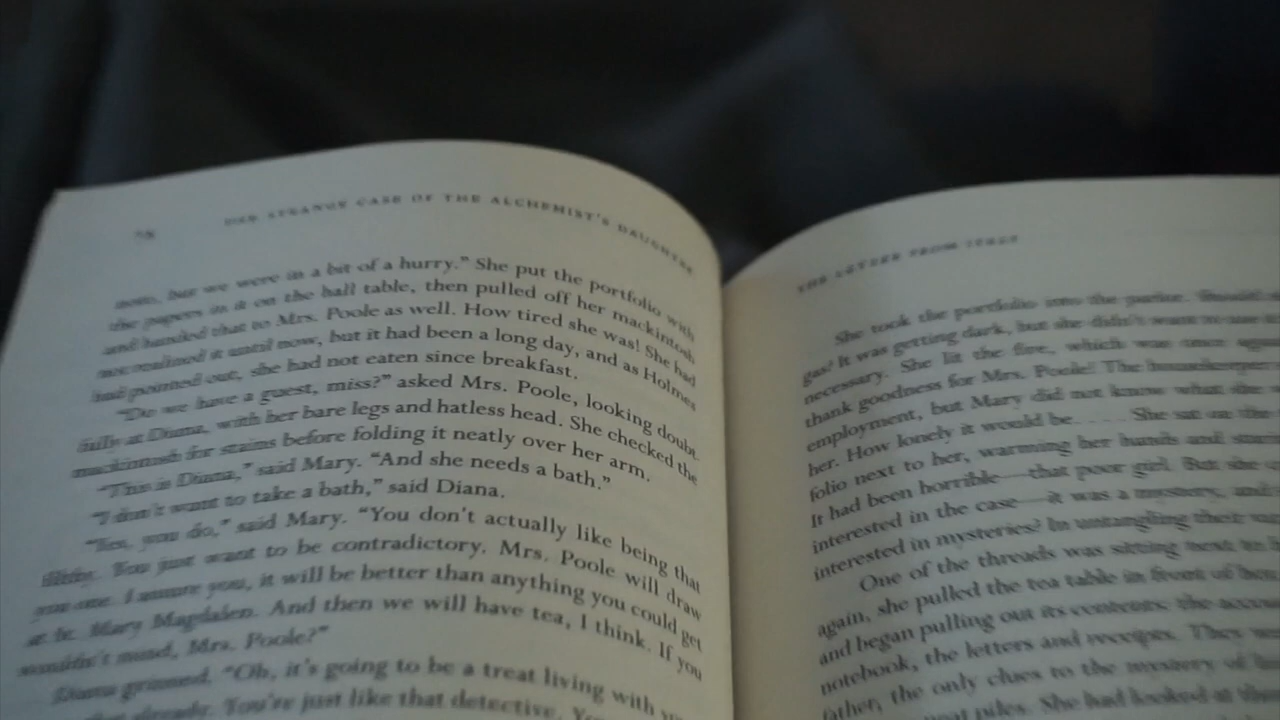 78
THE STRANGE CASE OF THE ALCHEMIST'S DAUGHTER
now, but we were in a bit of a hurry." She put the portfolio with
the papers in it on the hall table, then pulled off her mackintosh
and handed that to Mrs. Poole as well. How tired she was! She had
not realized it until now, but it had been a long day, and as Holmes
had pointed out, she had not eaten since breakfast.
"Do we have a guest, miss?" asked Mrs. Poole, looking doubt-
fully at Diana, with her bare legs and hatless head. She checked the
mackintosh for stains before folding it neatly over her arm.
"This is Diana," said Mary. "And she needs a bath."
"I don't want to take a bath," said Diana.
"Yes, you do," said Mary. "You don't actually like being that
filthy. You just want to be contradictory. Mrs. Poole will draw
you one. I assure you, it will be better than anything you could get
at St. Mary Magdalen. And then we will have tea, I think. If you
wouldn't mind, Mrs. Poole?"
Diana grinned. "Oh, it's going to be a treat living with
already. You're just like that detective,
THE LETTER FROM
She took the portfolio into the parlor.
gas? It was getting dark, but she didn't want to use
necessary. She lit the fire, which was once again
thank goodness for Mrs. Poole! The housekeeper
employment, but Mary did not know what she
her. How lonely it would be . . . . She sat on the
folio next to her, warming her hands and
It had been horrible—that poor girl. But she
interested in the case—it was a mystery, and
interested in mysteries? In untangling their
One of the threads was sitting next to
again, she pulled the tea table in front of her
and began pulling out its contents: the
notebook, the letters and receipts. They
father, the only clues to the mystery of
neat piles. She had looked at